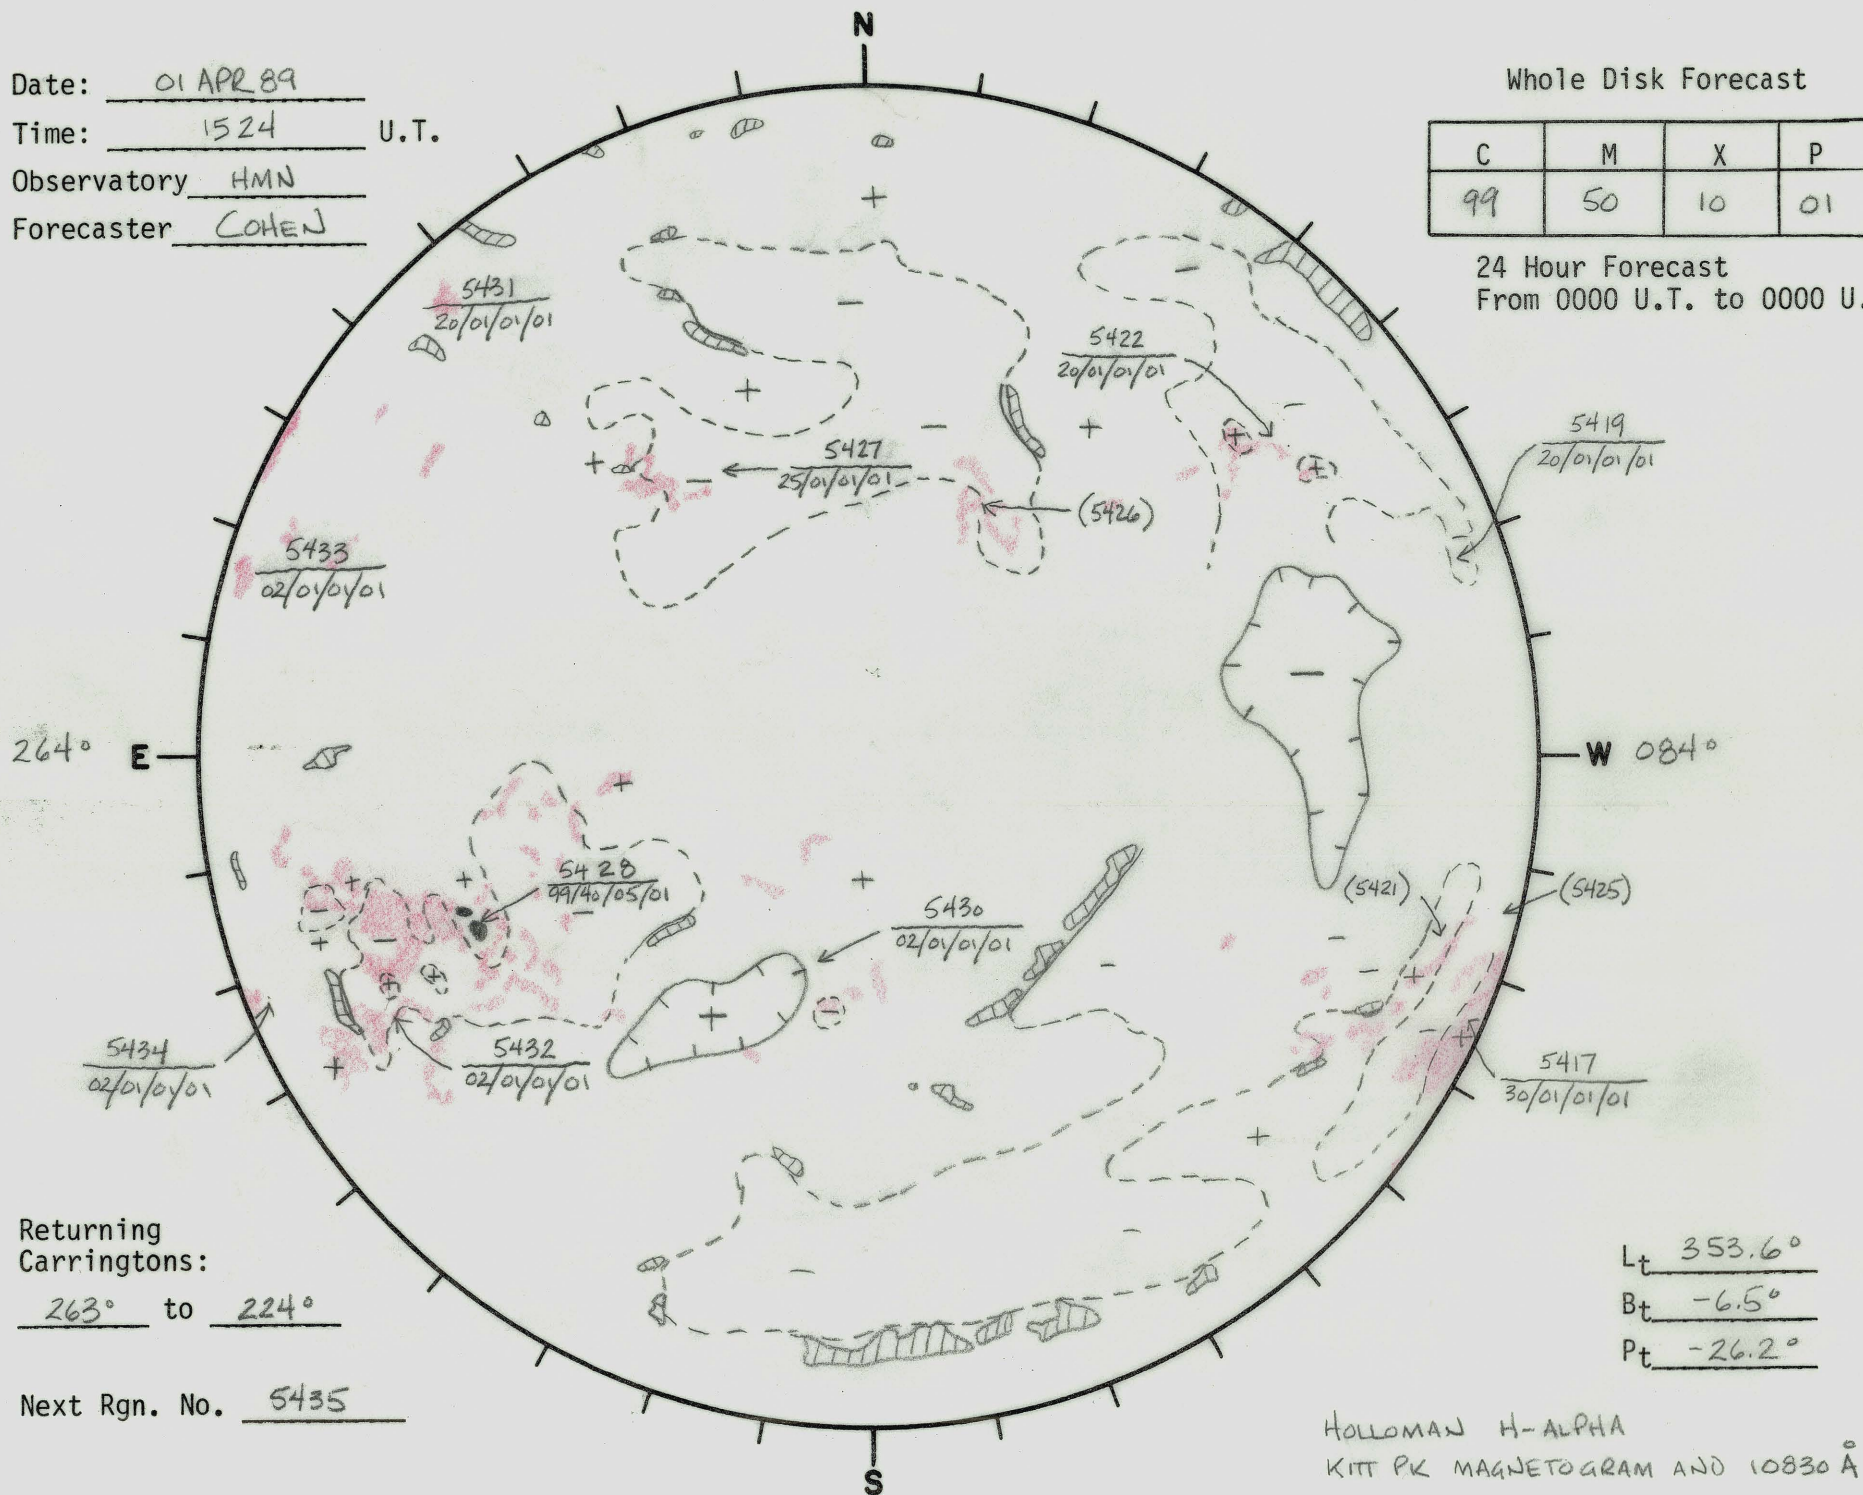 N
Date: 01 APR 89
Time: 1524 U.T.
Observatory HMN
Forecaster COHEN
Whole Disk Forecast
C M X P
99 50 10 01
24 Hour Forecast
From 0000 U.T. to 0000 U.
5431
20/01/01/01
5422
20/01/01/01
5419
20/01/01/01
5427
25/01/01/01
(5426)
5433
02/01/01/01
264° E
W 084°
5428
99/40/05/01
(5421)
(5425)
5430
02/01/01/01
5434
02/01/01/01
5432
02/01/01/01
5417
30/01/01/01
Returning
Carringtons:
263° to 224°
Next Rgn. No. 5435
Lt 353.6°
Bt -6.5°
Pt -26.2°
S
HOLLOMAN H-ALPHA
KITT PK MAGNETOGRAM AND 10830 Å